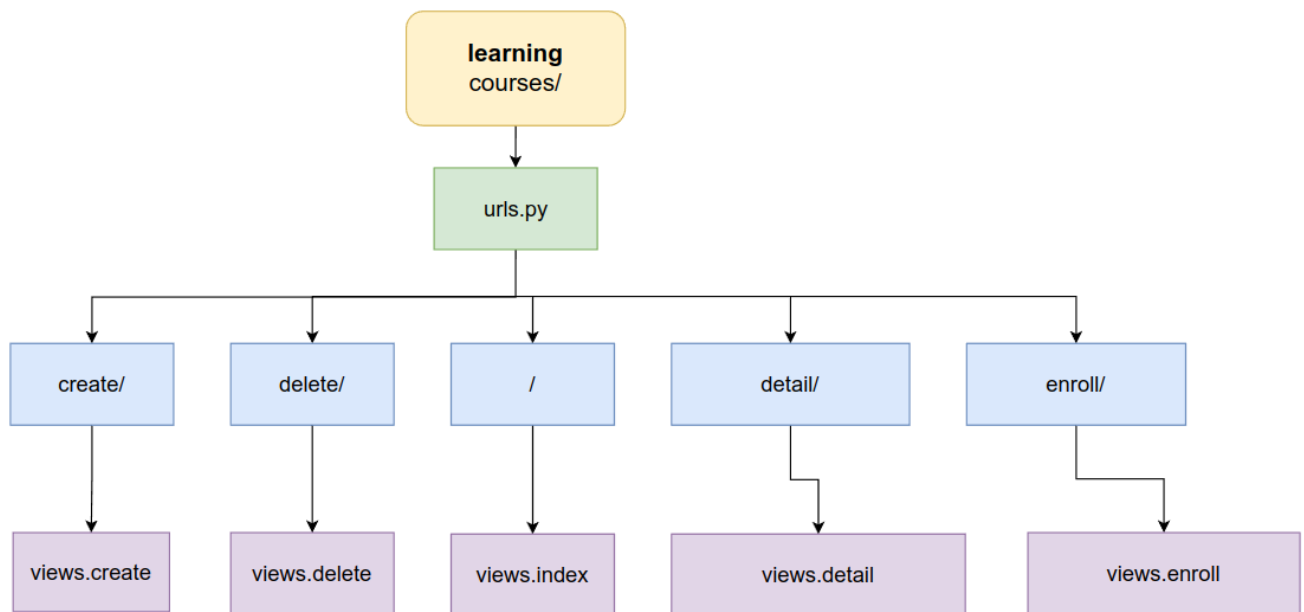 learning
courses/
urls.py
create/
delete/
/
detail/
enroll/
views.create
views.delete
views.index
views.detail
views.enroll